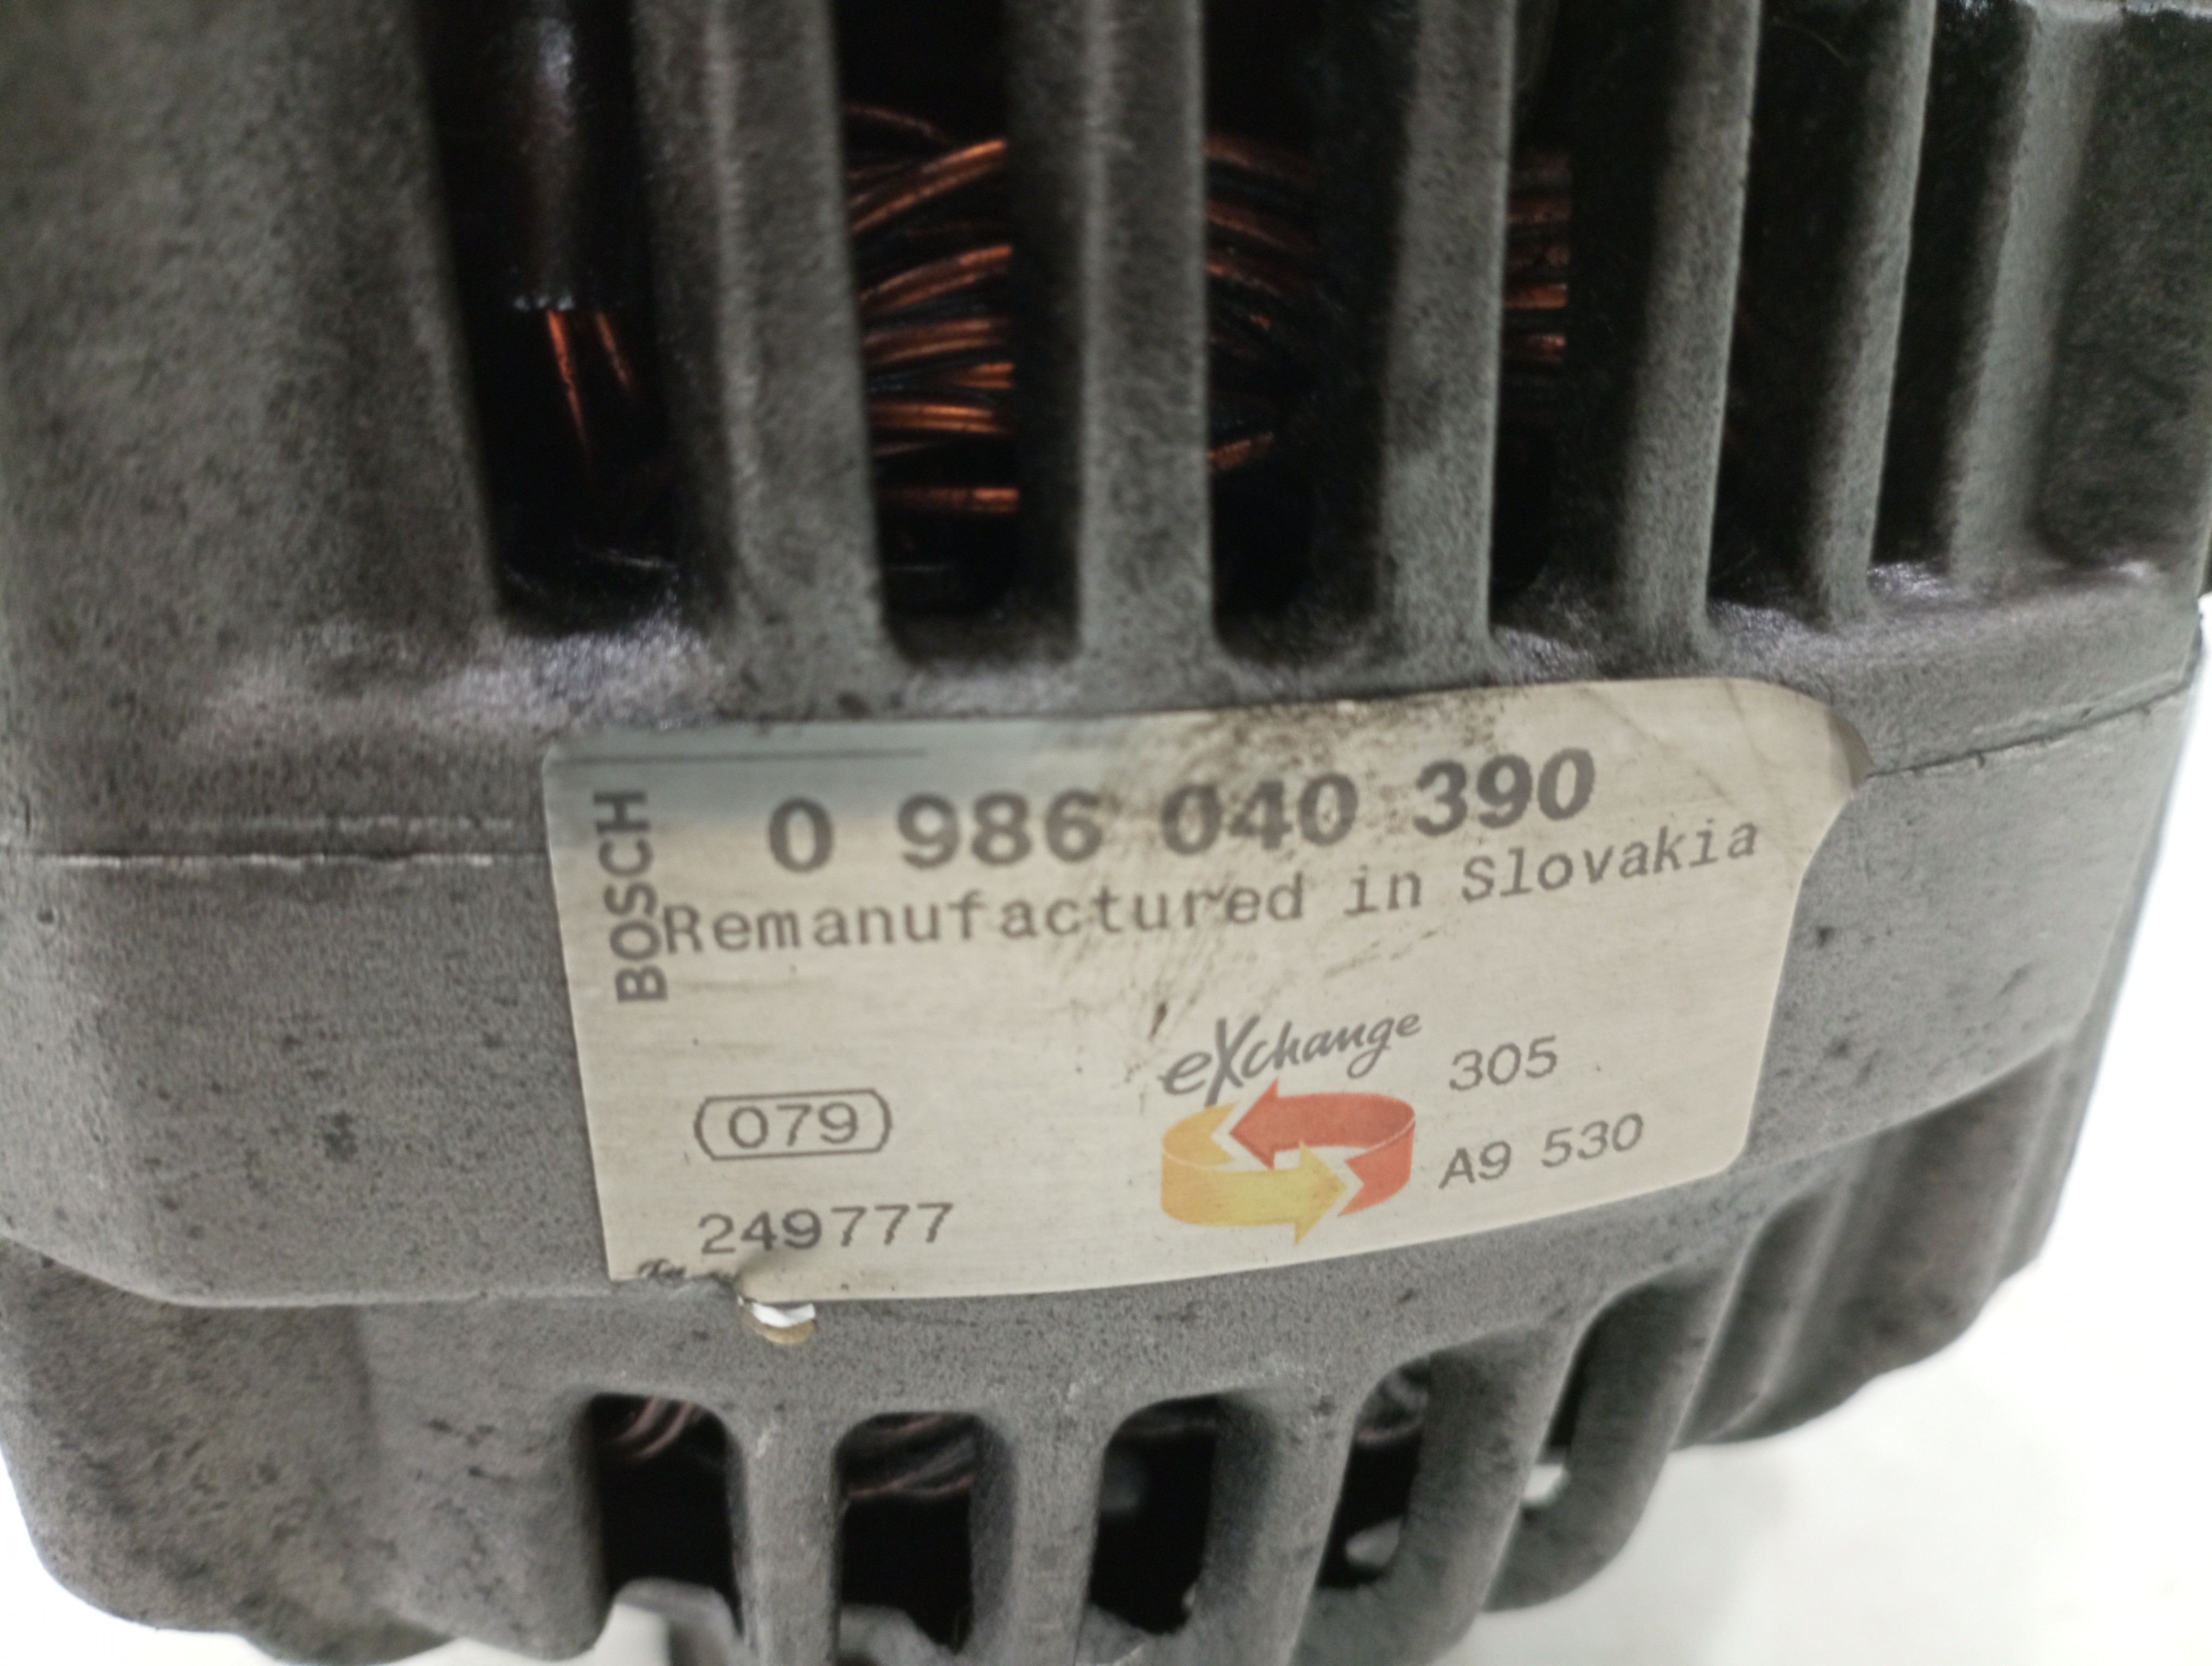 BOSCH
0 986 040 390
Remanufactured in Slovakia
eXchange
305
079
A9 530
249777